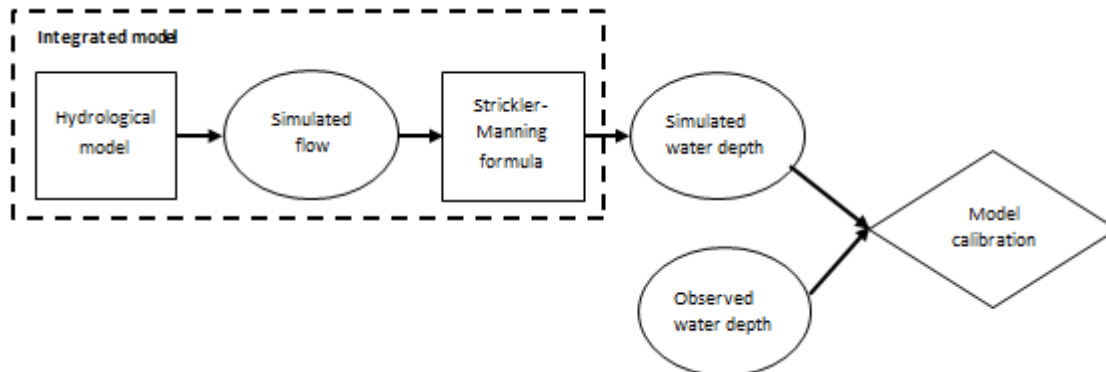 Integrated model
Hydrological
model
Simulated
flow
Strickler-
Manning
formula
Simulated
water depth
Model
calibration
Observed
water depth